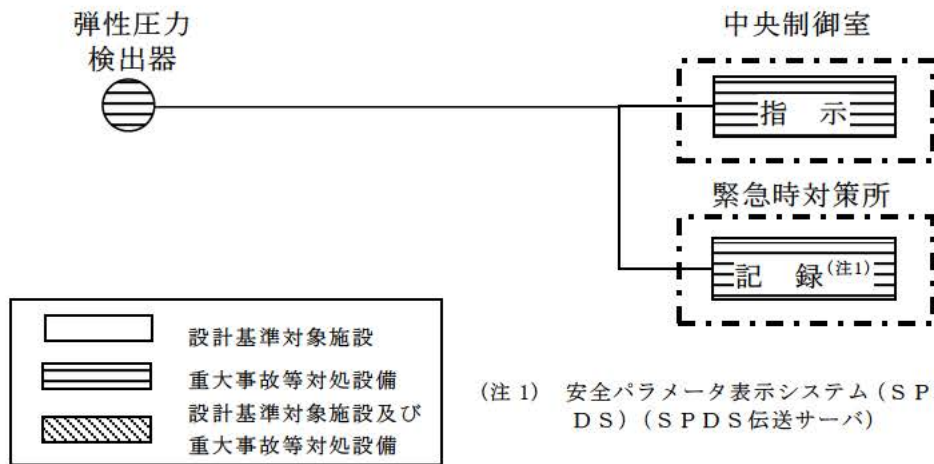 弾性圧力
検出器
中央制御室
指 示
緊急時対策所
記 録(注1)
設計基準対象施設
重大事故等対処設備
設計基準対象施設及び
重大事故等対処設備
(注1) 安全パラメータ表示システム(SP
DS)(SPDS伝送サーバ)